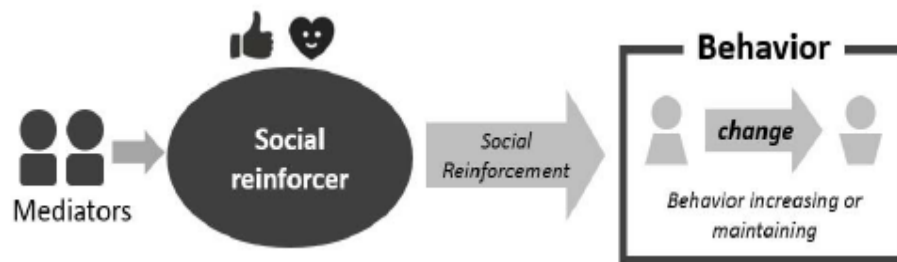 Mediators
Social
reinforcer
Social
Reinforcement
Behavior
change
Behavior increasing or
maintaining